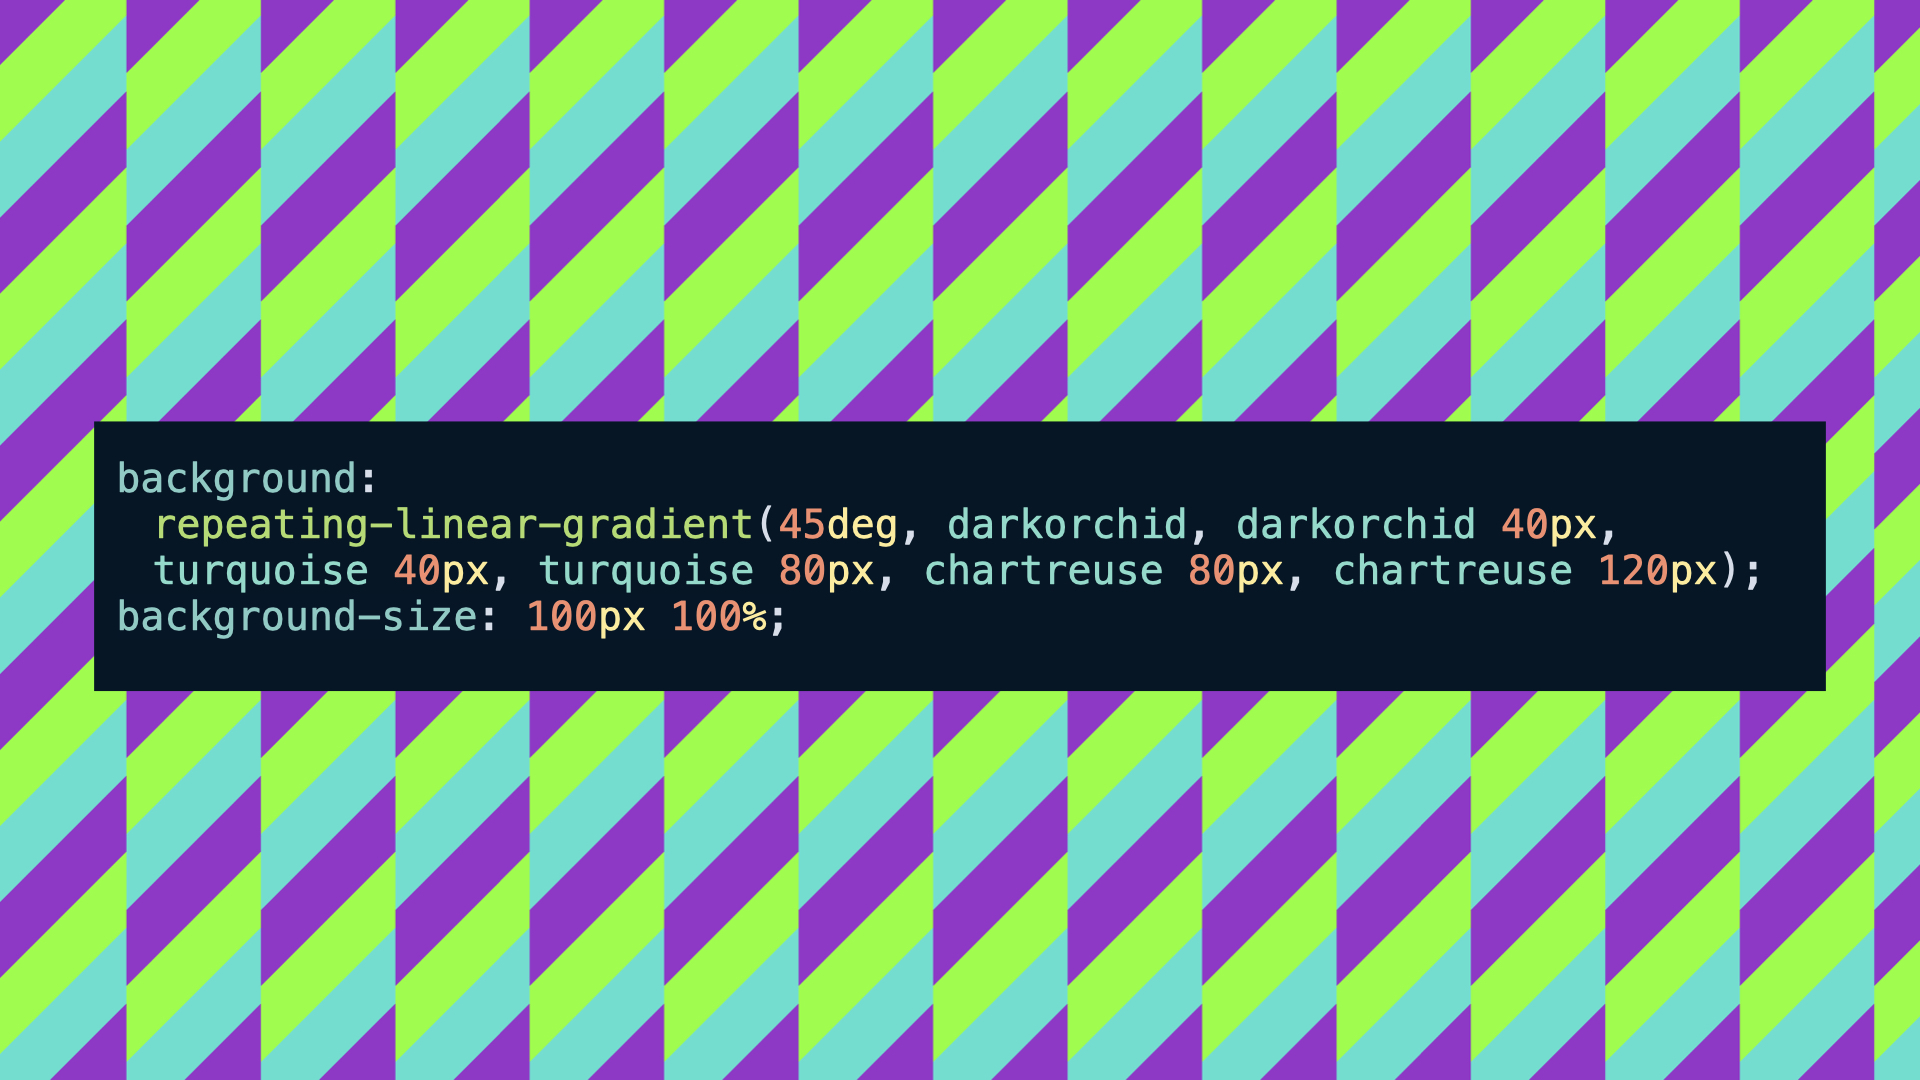 background:
repeating-linear-gradient(45deg, darkorchid, darkorchid 40px,
turquoise 40px, turquoise 80px, chartreuse 80px, chartreuse 120px);
background-size: 100px 100%;